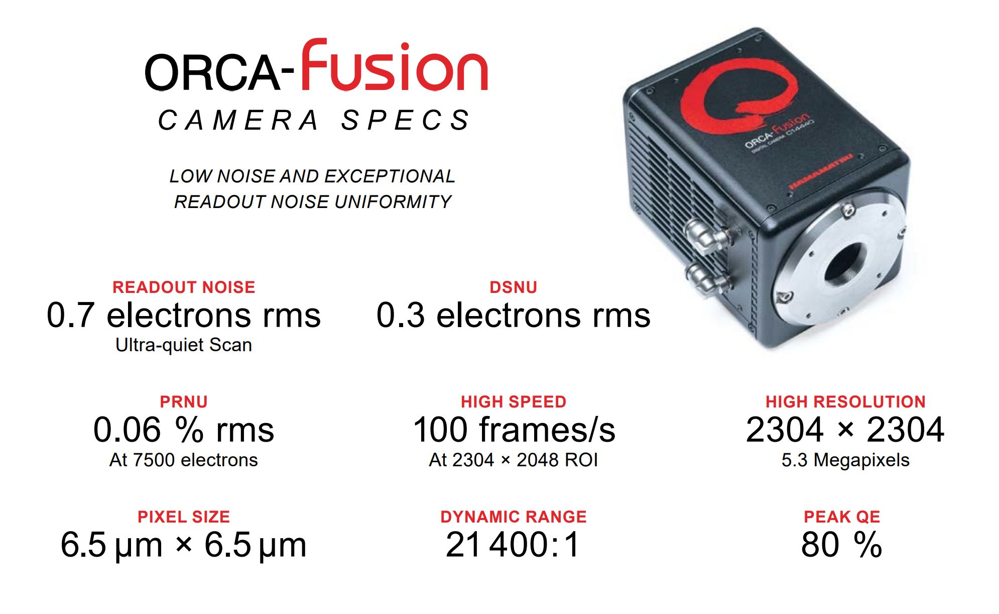 ORCA-Fusion
CAMERA SPECS
LOW NOISE AND EXCEPTIONAL
READOUT NOISE UNIFORMITY
ORCA-Fusion
DIGITAL CAMERA C14440
HAMAMATSU
READOUT NOISE
0.7 electrons rms
Ultra-quiet Scan
DSNU
0.3 electrons rms
PRNU
0.06 % rms
At 7500 electrons
HIGH SPEED
100 frames/s
At 2304 × 2048 ROI
HIGH RESOLUTION
2304 × 2304
5.3 Megapixels
PIXEL SIZE
6.5 µm × 6.5 µm
DYNAMIC RANGE
21 400:1
PEAK QE
80 %